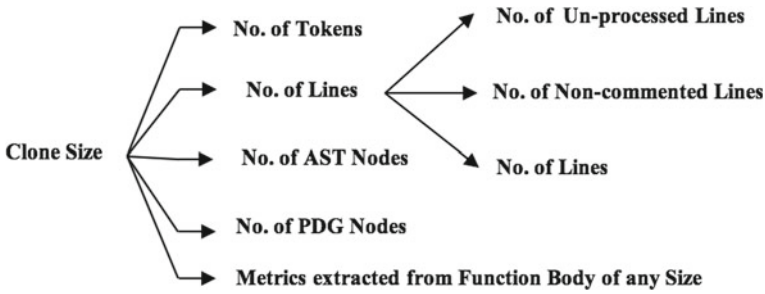 No. of Un-processed Lines
No. of Tokens
No. of Lines
No. of Non-commented Lines
Clone Size
No. of AST Nodes
No. of Lines
No. of PDG Nodes
Metrics extracted from Function Body of any Size